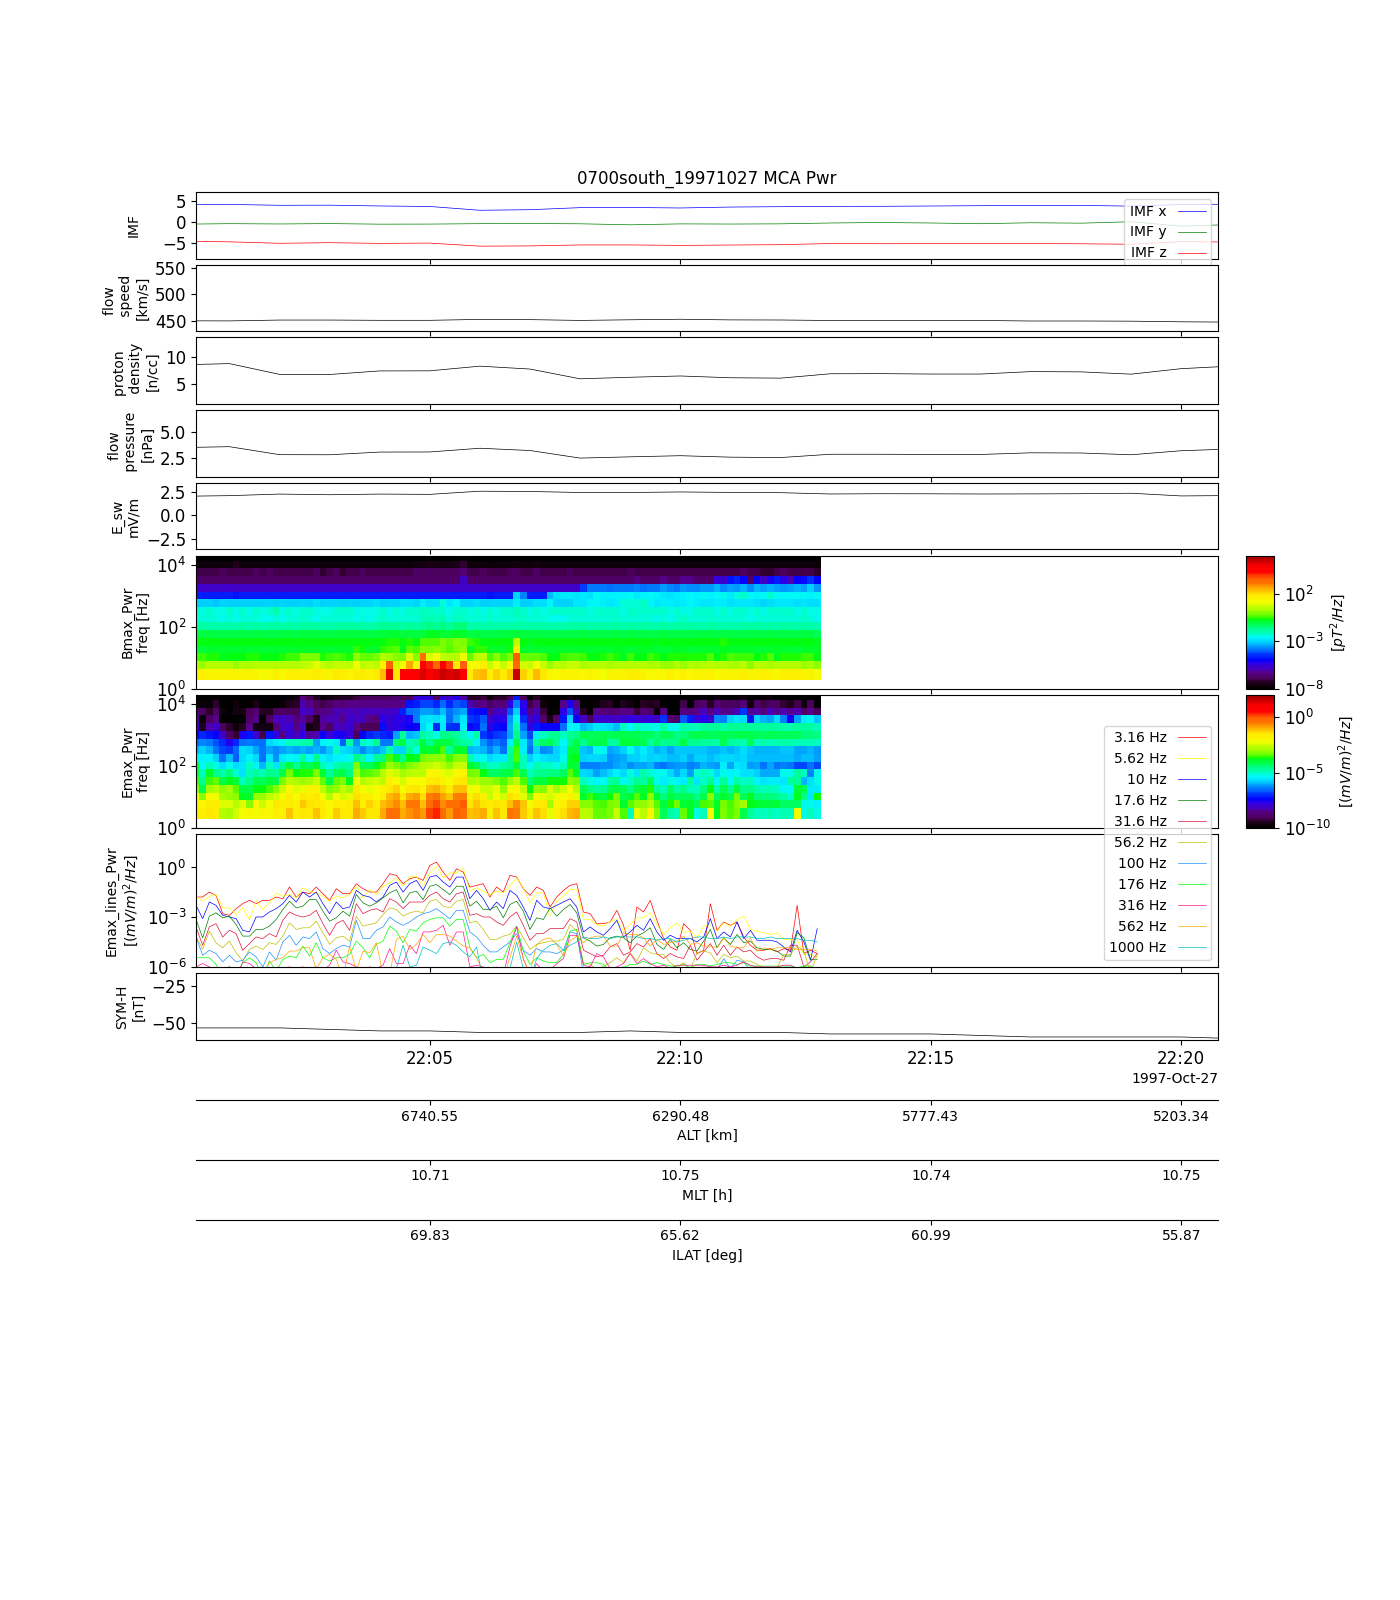 0700south_19971027 MCA Pwr
IMF
5
0
−5
IMF x
IMF y
IMF z
flow
speed
[km/s]
550
500
450
proton
density
[n/cc]
10
5
flow
pressure
[nPa]
5.0
2.5
E_sw
mV/m
2.5
0.0
−2.5
Bmax_Pwr
freq [Hz]
10^4
10^2
10^0
10^2
10^-3
10^-8
[pT^2/Hz]
Emax_Pwr
freq [Hz]
10^4
10^2
10^0
10^0
10^-5
10^-10
[(mV/m)^2/Hz]
3.16 Hz
5.62 Hz
10 Hz
17.6 Hz
31.6 Hz
56.2 Hz
100 Hz
176 Hz
316 Hz
562 Hz
1000 Hz
Emax_lines_Pwr
[(mV/m)^2/Hz]
10^0
10^-3
10^-6
SYM-H
[nT]
−25
−50
22:05 22:10 22:15 22:20
1997-Oct-27
6740.55 6290.48 5777.43 5203.34
ALT [km]
10.71 10.75 10.74 10.75
MLT [h]
69.83 65.62 60.99 55.87
ILAT [deg]